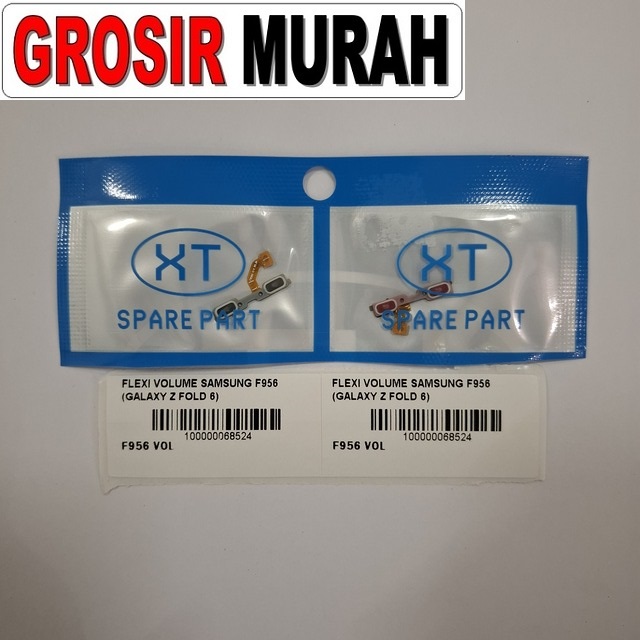 GROSIR MURAH
XT
SPARE PART
XT
SPARE PART
FLEXI VOLUME SAMSUNG F956
(GALAXY Z FOLD 6)
100000068524
F956 VOL
FLEXI VOLUME SAMSUNG F956
(GALAXY Z FOLD 6)
100000068524
F956 VOL